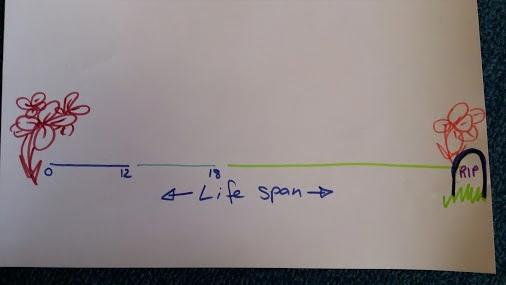 RIP
0 12 18
← Life span →